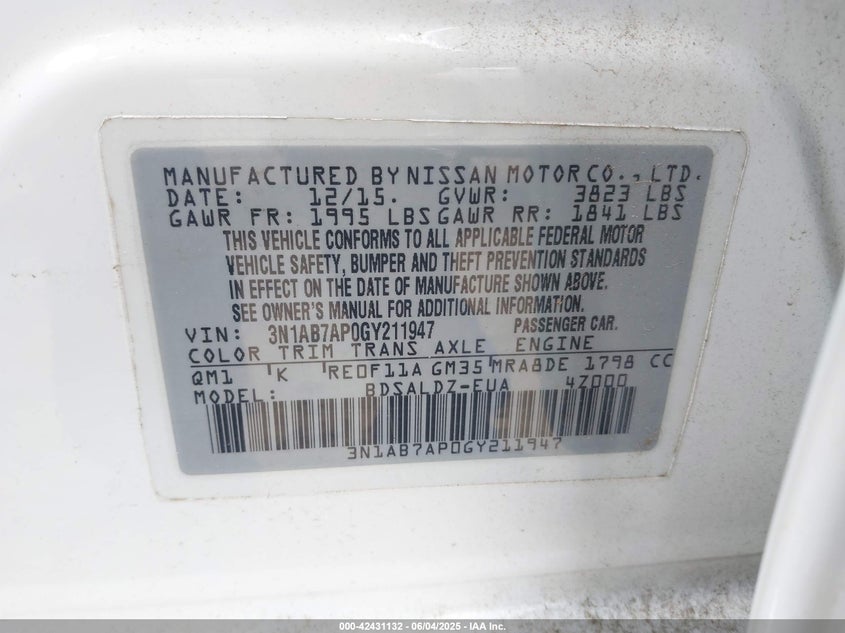 MANUFACTURED BY NISSAN MOTOR CO., LTD.
DATE: 12/15. GVWR: 3823 LBS
GAWR FR: 1995 LBS GAWR RR: 1841 LBS
THIS VEHICLE CONFORMS TO ALL APPLICABLE FEDERAL MOTOR
VEHICLE SAFETY, BUMPER AND THEFT PREVENTION STANDARDS
IN EFFECT ON THE DATE OF MANUFACTURE SHOWN ABOVE.
SEE OWNER'S MANUAL FOR ADDITIONAL INFORMATION.
VIN: 3N1AB7AP0GY211947 PASSENGER CAR.
COLOR TRIM TRANS AXLE ENGINE
QM1 K RE0F11A GM35 MRA8DE 1798 CC
MODEL: BDSALDZ-EUA 4Z000
3N1AB7AP0GY211947
000-42431132 - 06/04/2025 - IAA Inc.